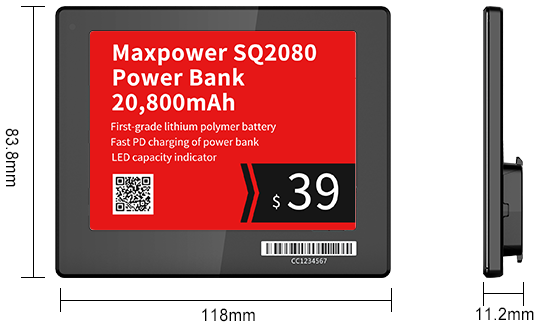 Maxpower SQ2080
Power Bank
20,800mAh
First-grade lithium polymer battery
Fast PD charging of power bank
LED capacity indicator
$ 39
CC1234567
83.8mm
118mm
11.2mm